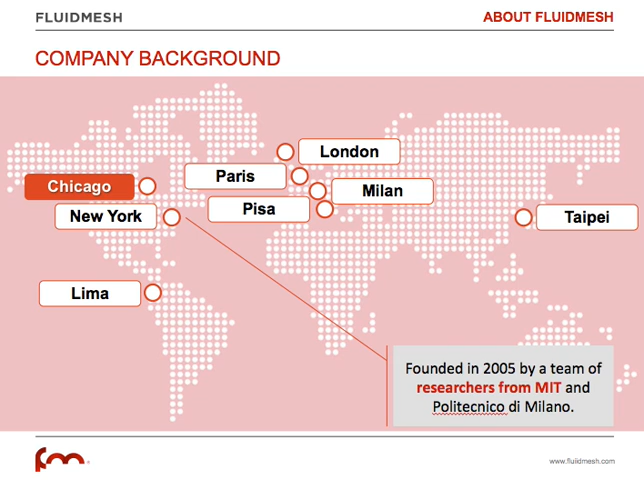 FLUIDMESH
ABOUT FLUIDMESH
COMPANY BACKGROUND
London
Paris
Chicago
Milan
New York
Pisa
Taipei
Lima
Founded in 2005 by a team of
researchers from MIT and
Politecnico di Milano.
fm
www.fluidmesh.com